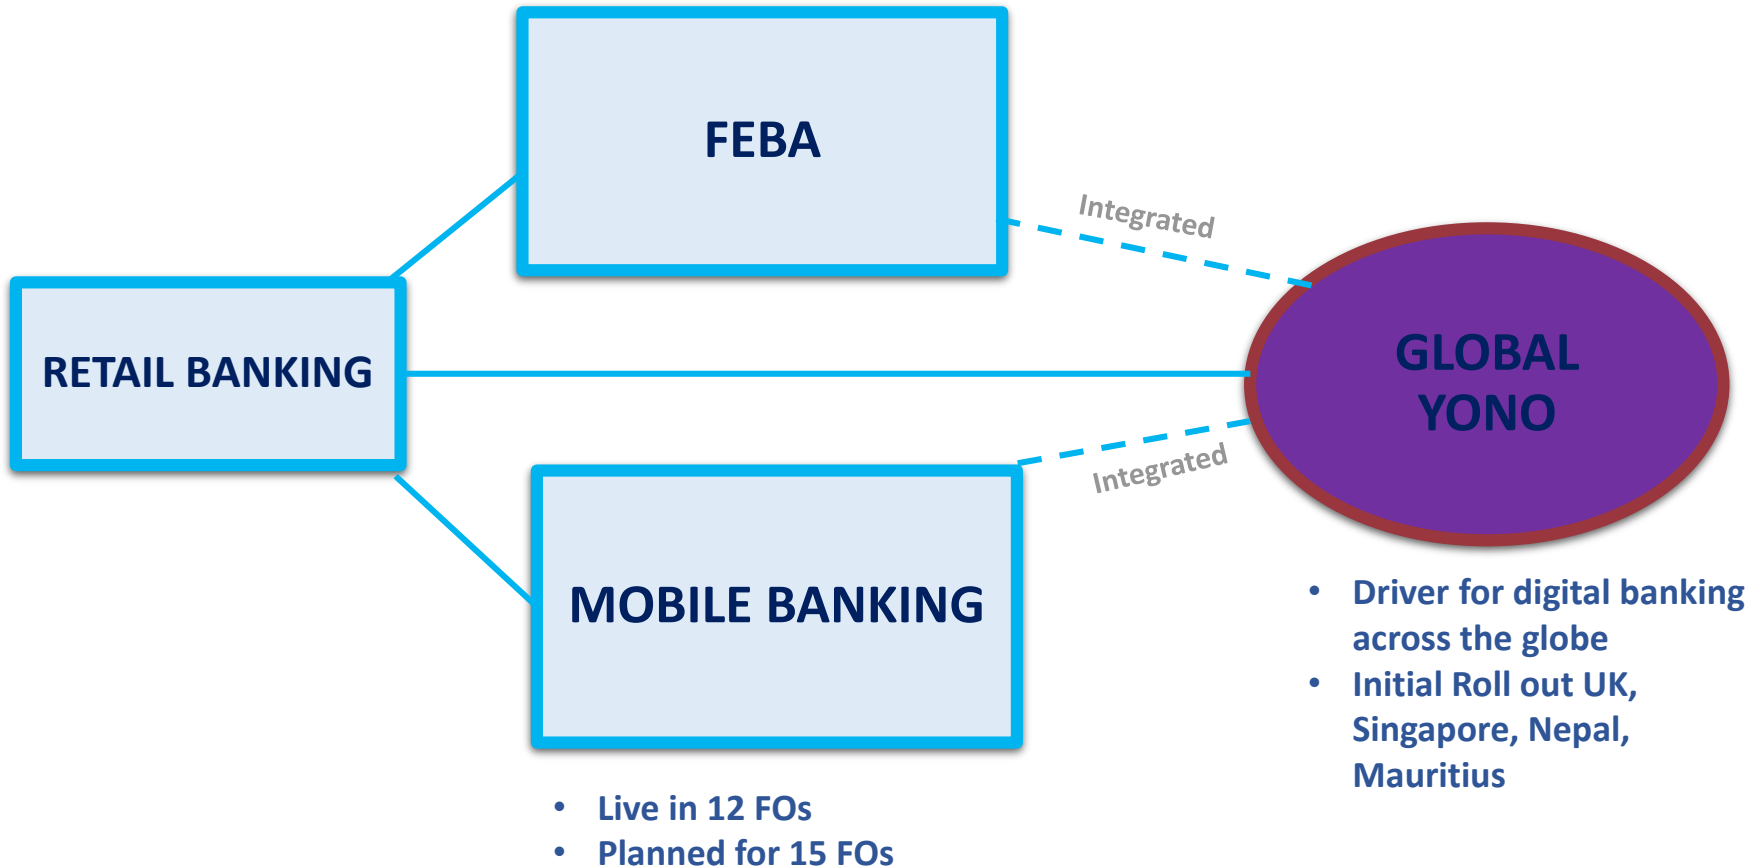 FEBA
Integrated
RETAIL BANKING
GLOBAL
YONO
Integrated
MOBILE BANKING
• Driver for digital banking
across the globe
• Initial Roll out UK,
Singapore, Nepal,
Mauritius
• Live in 12 FOs
• Planned for 15 FOs